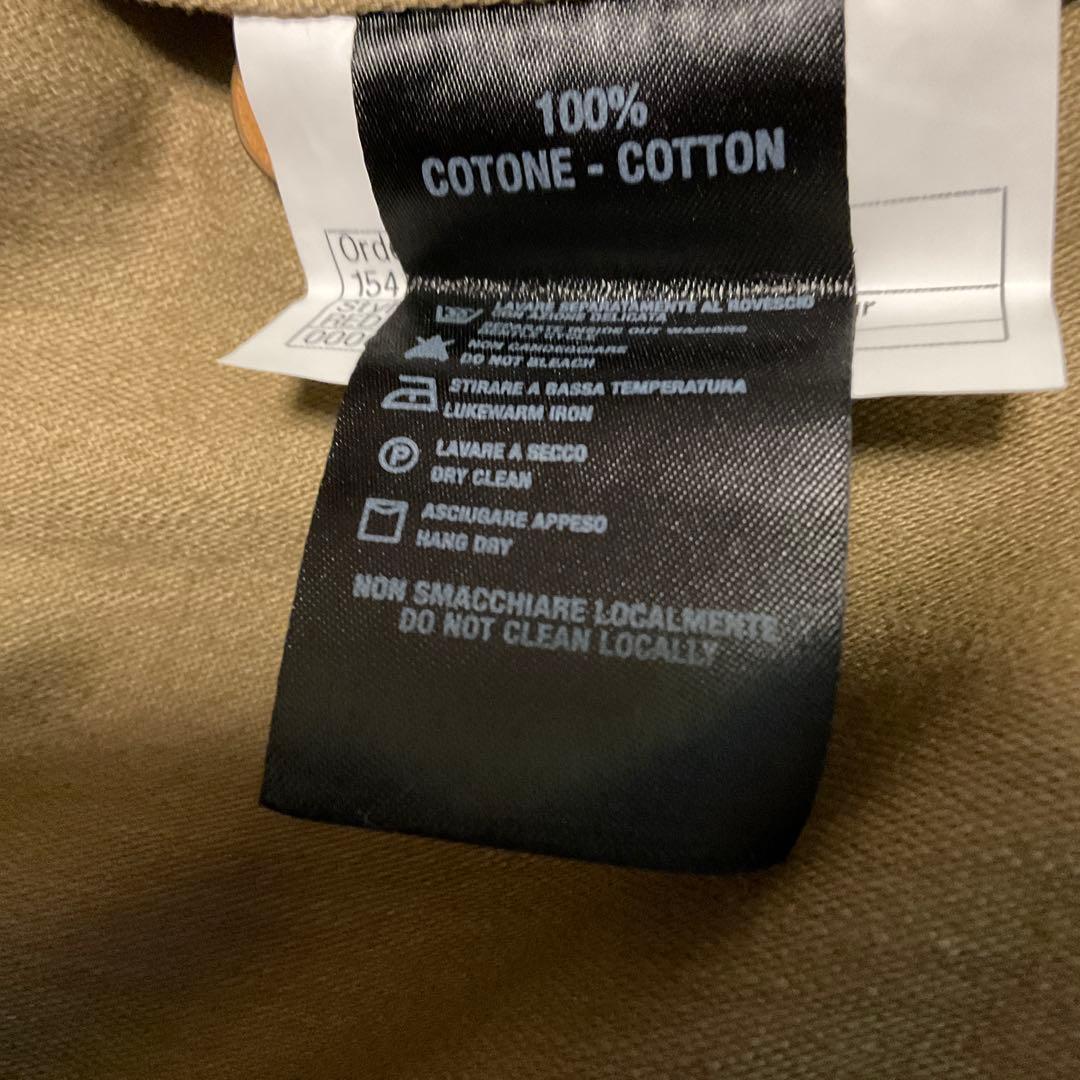 100%
COTONE - COTTON
154
LAVARE SEPARATAMENTE AL ROVESCIO
NON CANDEGGIARE
DO NOT BLEACH
STIRARE A BASSA TEMPERATURA
LUKEWARM IRON
P
LAVARE A SECCO
DRY CLEAN
ASCIUGARE APPESO
HANG DRY
NON SMACCHIARE LOCALMENTE
DO NOT CLEAN LOCALLY